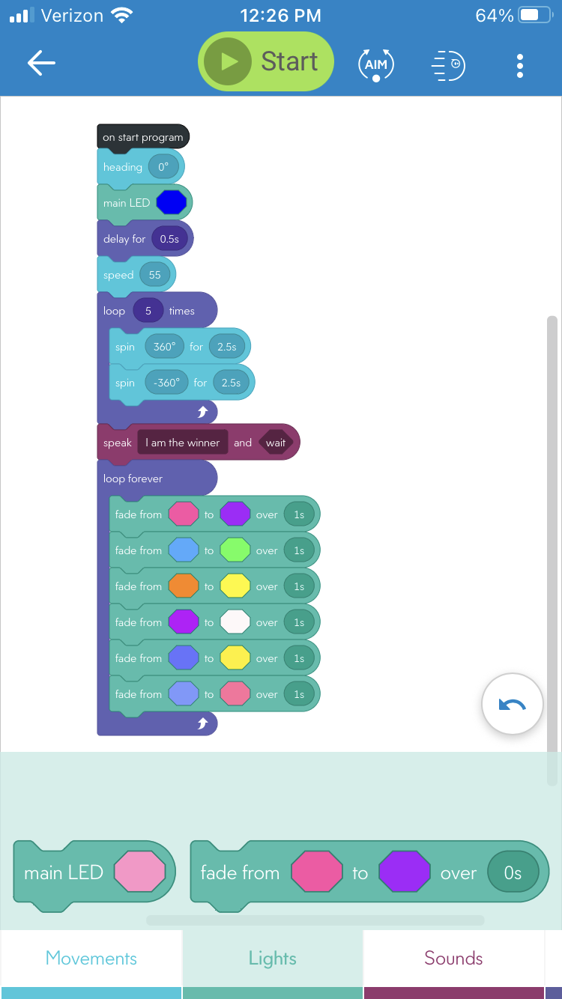 Verizon 12:26 PM 64%
Start AIM
on start program
heading 0°
main LED
delay for 0.5s
speed 55
loop 5 times
spin 360° for 2.5s
spin -360° for 2.5s
speak I am the winner and wait
loop forever
fade from to over 1s
fade from to over 1s
fade from to over 1s
fade from to over 1s
fade from to over 1s
fade from to over 1s
main LED fade from to over 0s
Movements Lights Sounds